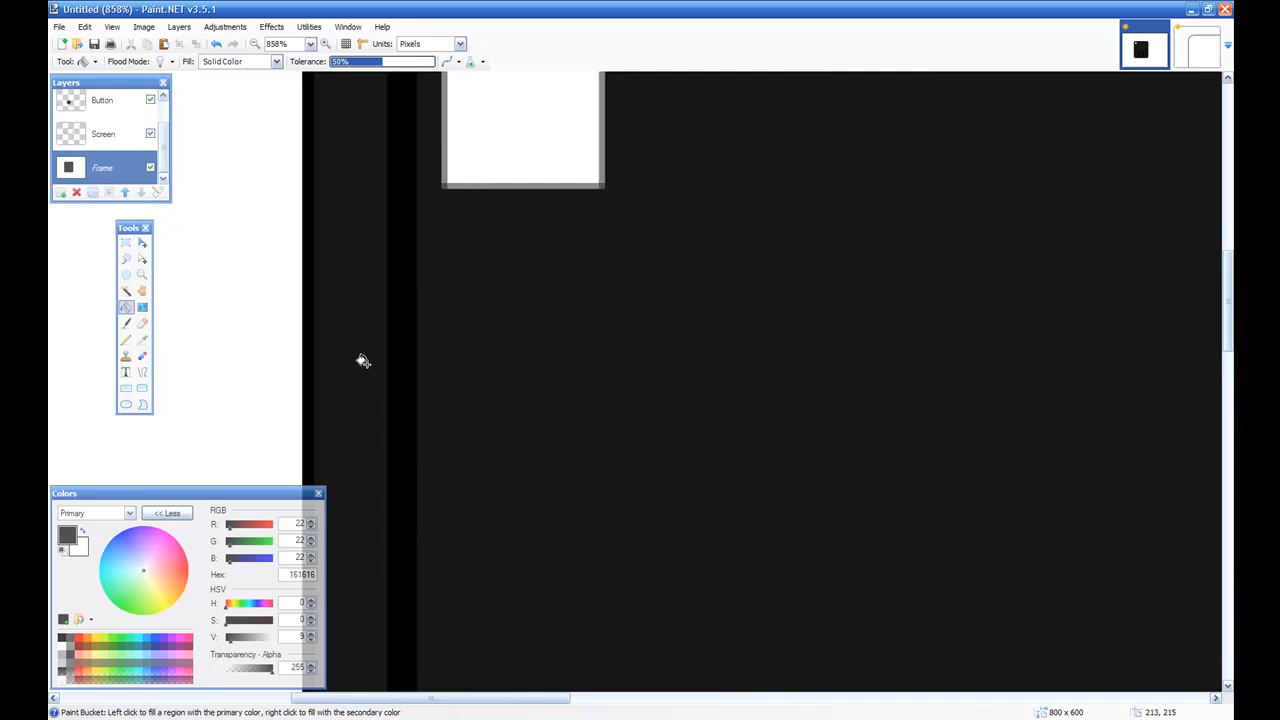 Untitled (858%) - Paint.NET v3.5.1
File Edit View Image Layers Adjustments Effects Utilities Window Help
858% Units: Pixels
Tool: Flood Mode: Fill: Solid Color Tolerance: 50%
Layers
Button
Screen
Frame
Tools
Colors
Primary << Less
RGB
R: 22
G: 22
B: 22
Hex: 161616
HSV
H: 0
S: 0
V: 9
Transparency - Alpha
255
Paint Bucket: Left click to fill a region with the primary color, right click to fill with the secondary color 800 x 600 213, 215